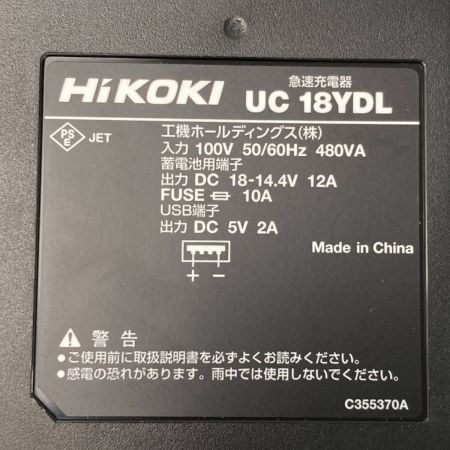 HiKOKI 急速充電器 UC 18YDL
PS E JET
工機ホールディングス(株)
入力 100V 50/60Hz 480VA
蓄電池用端子
出力 DC 18-14.4V 12A
FUSE 10A
USB端子
出力 DC 5V 2A
+ −
Made in China
警告
●ご使用前に取扱説明書を必ずよくお読みください。
●感電の恐れがあります。雨中では使用しないでください。
C355370A